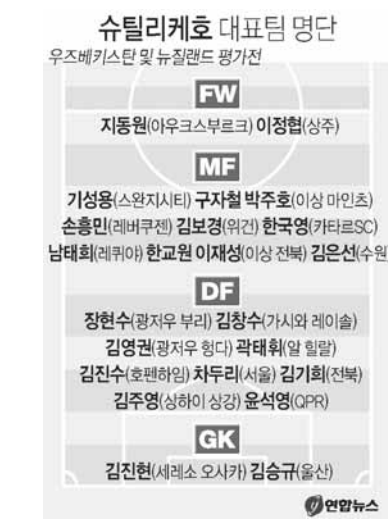 슈틸리케호 대표팀 명단
우즈베키스탄 및 뉴질랜드 평가전
FW
지동원(아우크스부르크) 이정협(상주)
MF
기성용(스완지시티) 구자철 박주호(이상 마인츠)
손흥민(레버쿠젠) 김보경(위건) 한국영(카타르SC)
남태희(레퀴야) 한교원 이재성(이상 전북) 김은선(수원)
DF
장현수(광저우 부리) 김창수(가시와 레이솔)
김영권(광저우 헝다) 곽태휘(알 힐랄)
김진수(호펜하임) 차두리(서울) 김기희(전북)
김주영(상하이 상강) 윤석영(QPR)
GK
김진현(세레소 오사카) 김승규(울산)
연합뉴스